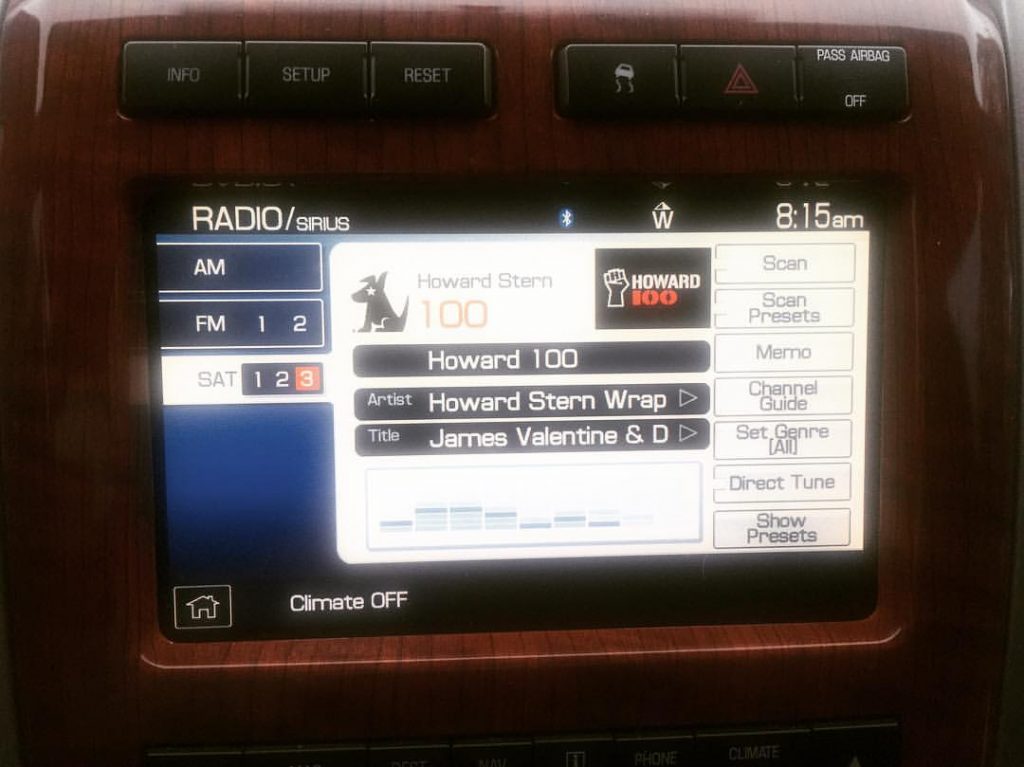 INFO SETUP RESET
PASS AIRBAG
OFF
RADIO/SIRIUS W 8:15am
AM
FM 1 2
SAT 1 2 3
Howard Stern
100
HOWARD
100
Howard 100
Artist Howard Stern Wrap
Title James Valentine & D
Scan
Scan
Presets
Memo
Channel
Guide
Set Genre
[All]
Direct Tune
Show
Presets
Climate OFF
DEST NAV i PHONE CLIMATE